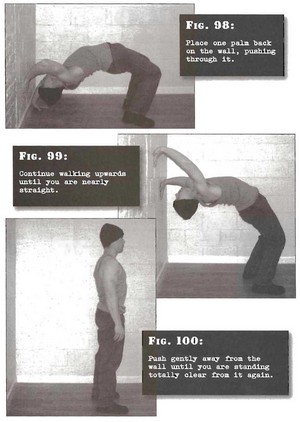 Fig. 98:
Place one palm back
on the wall, pushing
through it.
Fig. 99:
Continue walking upwards
until you are nearly
straight.
Fig. 100:
Push gently away from the
wall until you are standing
totally clear from it again.